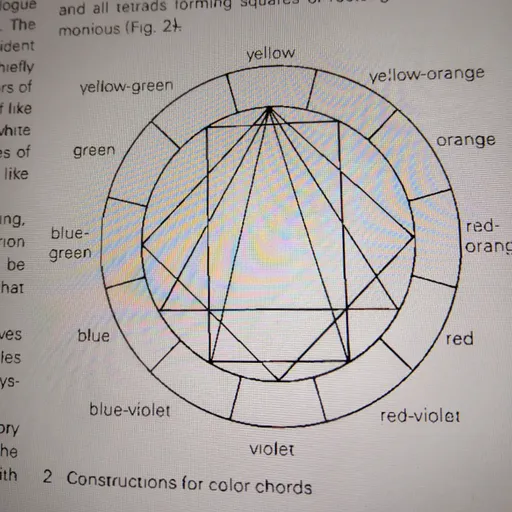 logue
. The
ident
hiefly
rs of
f like
white
es of
like
ung,
rion
be
hat
ves
les
ys-
ory
he
ith
and all tetrads forming squares or
monious (Fig. 2).
yellow
yellow-green
yellow-orange
green
orange
blue-
green
red-
orang
blue
red
blue-violet
red-violet
violet
2 Constructions for color chords